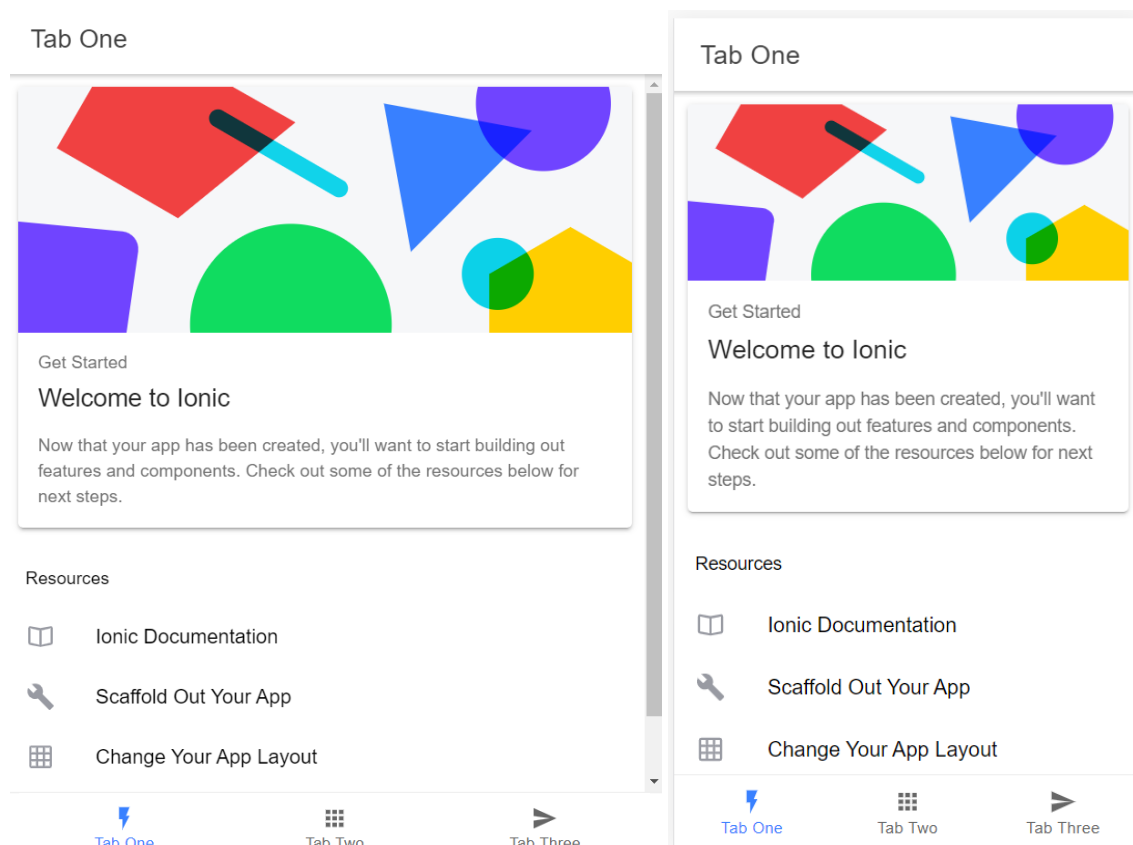 Tab One
Get Started
Welcome to Ionic
Now that your app has been created, you'll want to start building out
features and components. Check out some of the resources below for
next steps.
Resources
Ionic Documentation
Scaffold Out Your App
Change Your App Layout
Tab One
Tab Two
Tab Three
Tab One
Get Started
Welcome to Ionic
Now that your app has been created, you'll want
to start building out features and components.
Check out some of the resources below for next
steps.
Resources
Ionic Documentation
Scaffold Out Your App
Change Your App Layout
Tab One
Tab Two
Tab Three